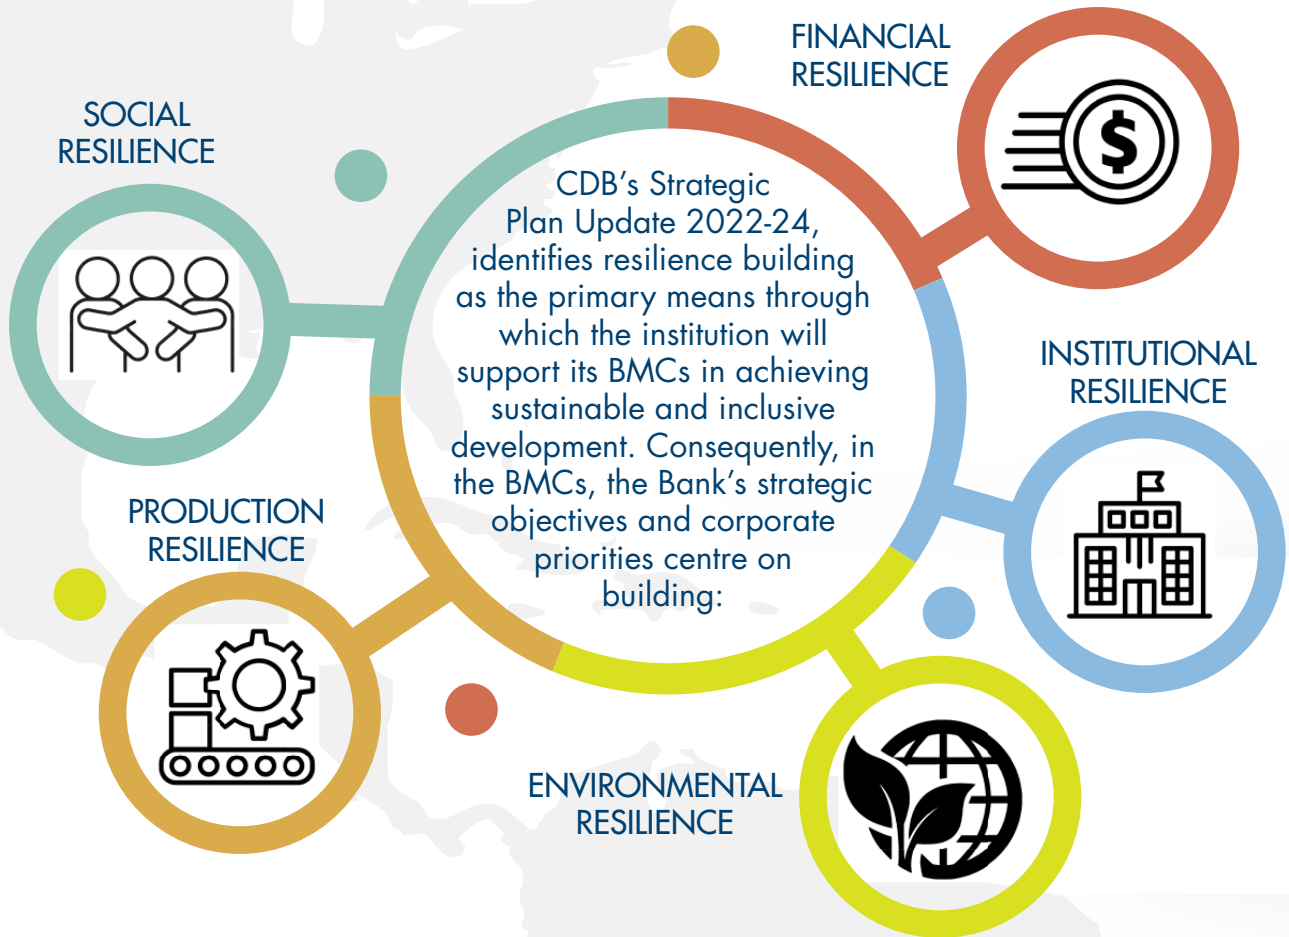 FINANCIAL
RESILIENCE
SOCIAL
RESILIENCE
CDB’s Strategic
Plan Update 2022-24,
identifies resilience building
as the primary means through
which the institution will
support its BMCs in achieving
sustainable and inclusive
development. Consequently, in
the BMCs, the Bank’s strategic
objectives and corporate
priorities centre on
building:
INSTITUTIONAL
RESILIENCE
PRODUCTION
RESILIENCE
ENVIRONMENTAL
RESILIENCE
$